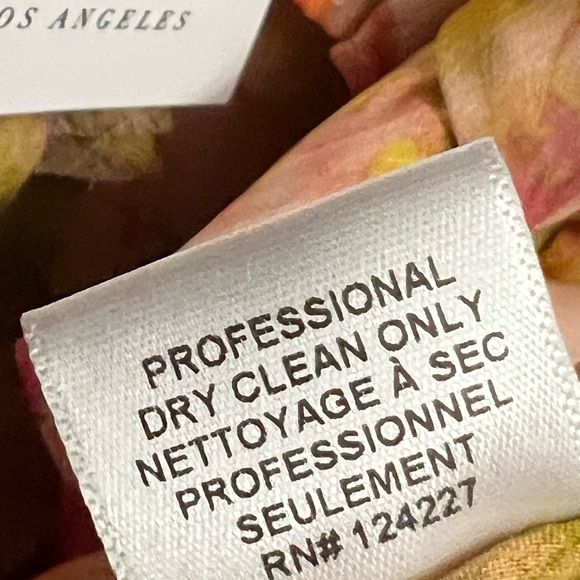 OS ANGELES
PROFESSIONAL
DRY CLEAN ONLY
NETTOYAGE À SEC
PROFESSIONNEL
SEULEMENT
RN# 124227